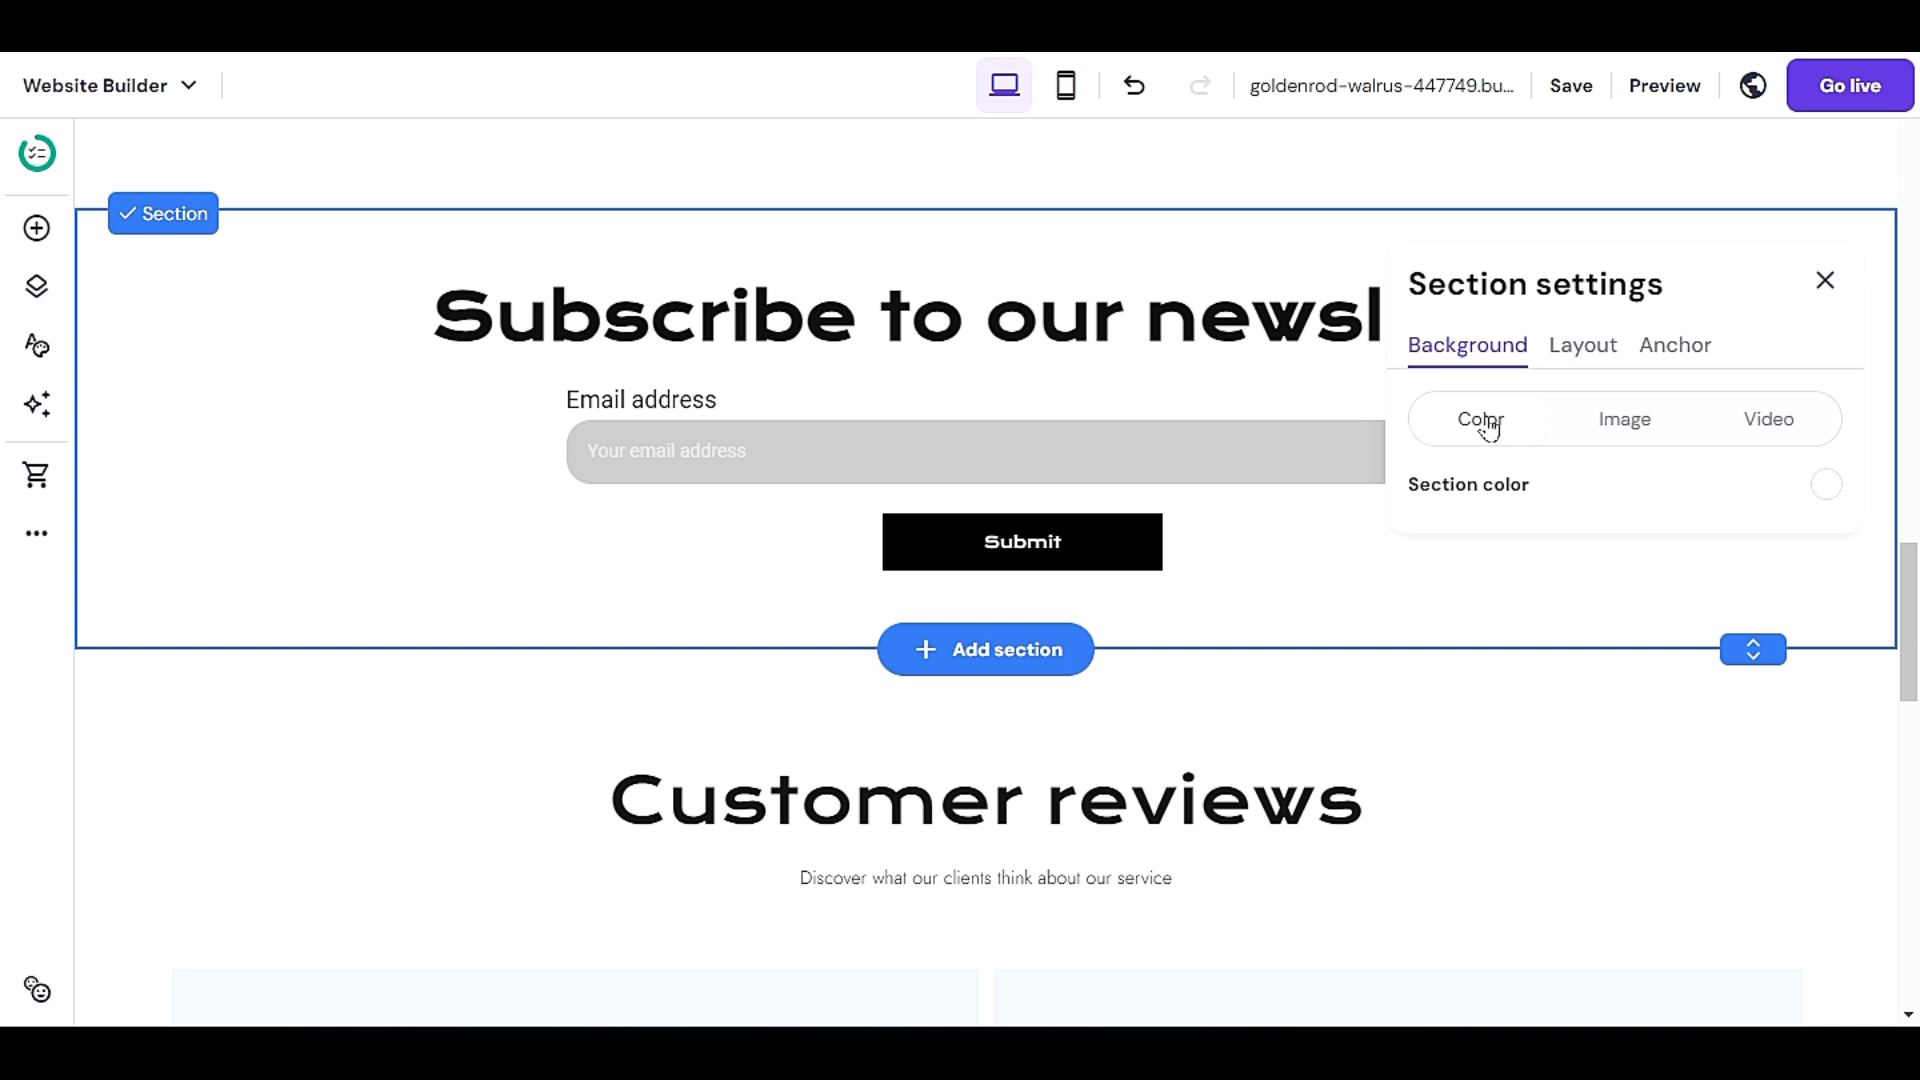 Website Builder
goldenrod-walrus-447749.bu...
Save
Preview
Go live
Section
Subscribe to our newsl
Email address
Your email address
Submit
Section settings
Background Layout Anchor
Color Image Video
Section color
Add section
Customer reviews
Discover what our clients think about our service